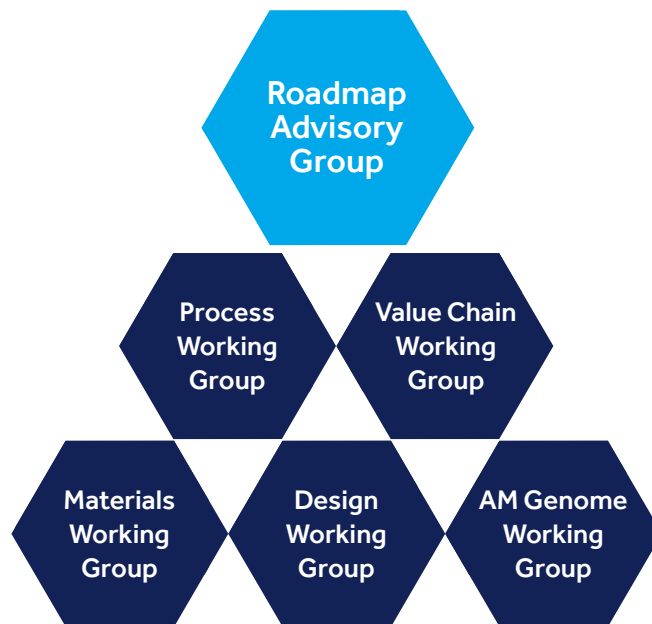 Roadmap
Advisory
Group
Process
Working
Group
Value Chain
Working
Group
Materials
Working
Group
Design
Working
Group
AM Genome
Working
Group